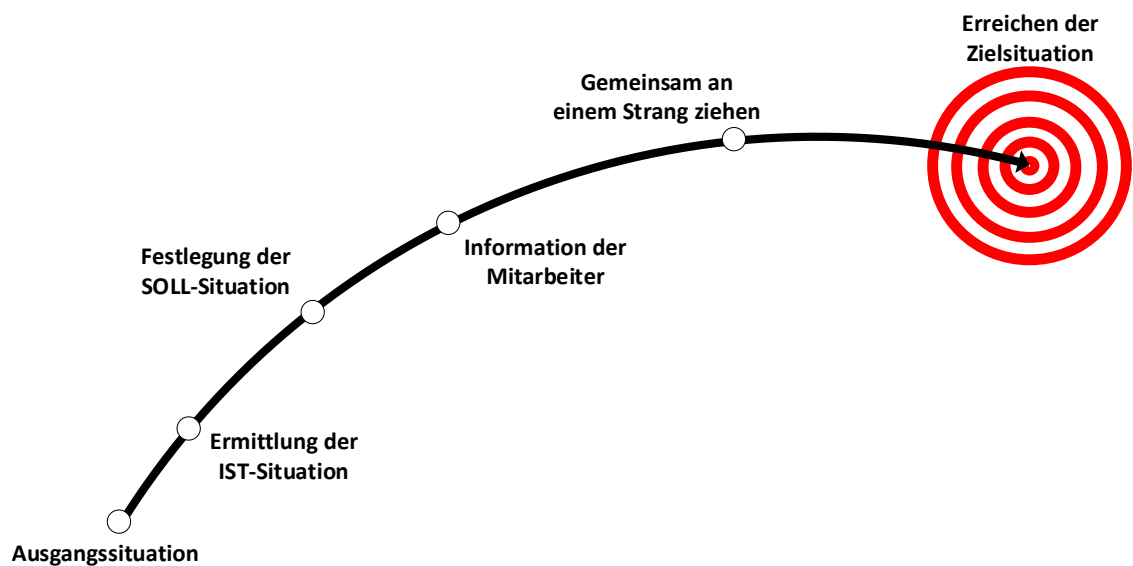 Erreichen der
Zielsituation
Gemeinsam an
einem Strang ziehen
Information der
Mitarbeiter
Festlegung der
SOLL-Situation
Ermittlung der
IST-Situation
Ausgangssituation